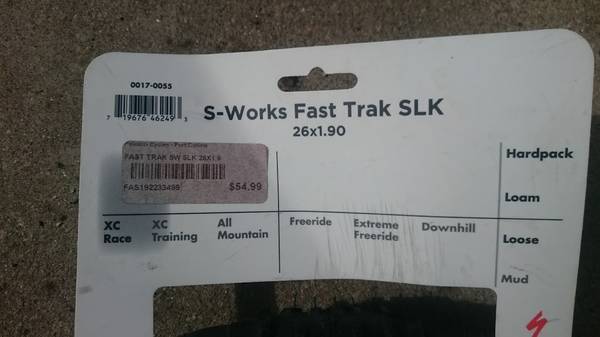 0017-0055
7 19676 46249 3
S-Works Fast Trak SLK
26x1.90
FAST TRAK SW SLK 26X1.9
FAS192233499
$54.99
Hardpack
Loam
Loose
Mud
XC Race
XC Training
All Mountain
Freeride
Extreme Freeride
Downhill